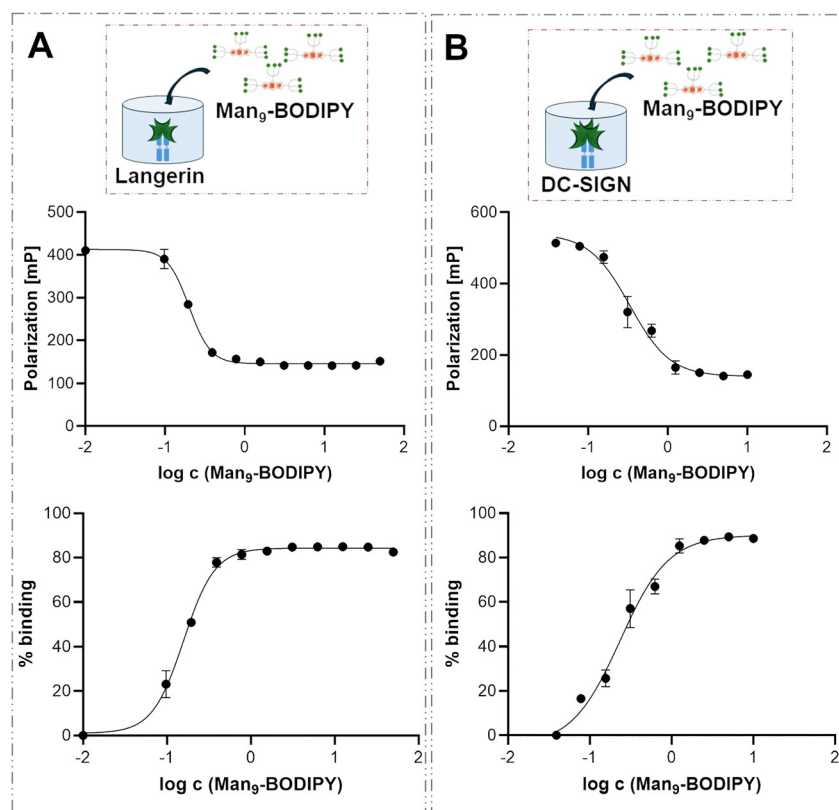 A
Man₉-BODIPY
Langerin
500
400
300
200
100
0
Polarization [mP]
-2 -1 0 1 2
log c (Man₉-BODIPY)
100
80
60
40
20
0
% binding
-2 -1 0 1 2
log c (Man₉-BODIPY)
B
Man₉-BODIPY
DC-SIGN
600
400
200
0
Polarization [mP]
-2 -1 0 1 2
log c (Man₉-BODIPY)
100
80
60
40
20
0
% binding
-2 -1 0 1 2
log c (Man₉-BODIPY)